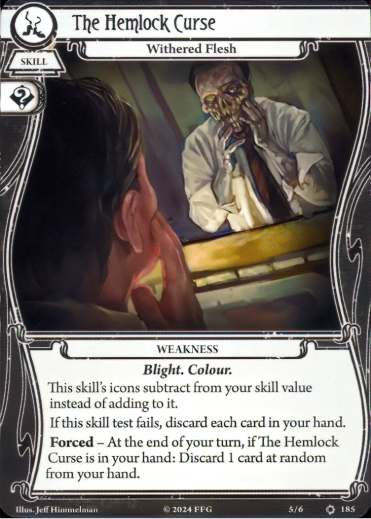 The Hemlock Curse
Withered Flesh
SKILL
WEAKNESS
Blight. Colour.
This skill's icons subtract from your skill value
instead of adding to it.
If this skill test fails, discard each card in your hand.
Forced – At the end of your turn, if The Hemlock
Curse is in your hand: Discard 1 card at random
from your hand.
Illus. Jeff Himmelman © 2024 FFG 5/6 185